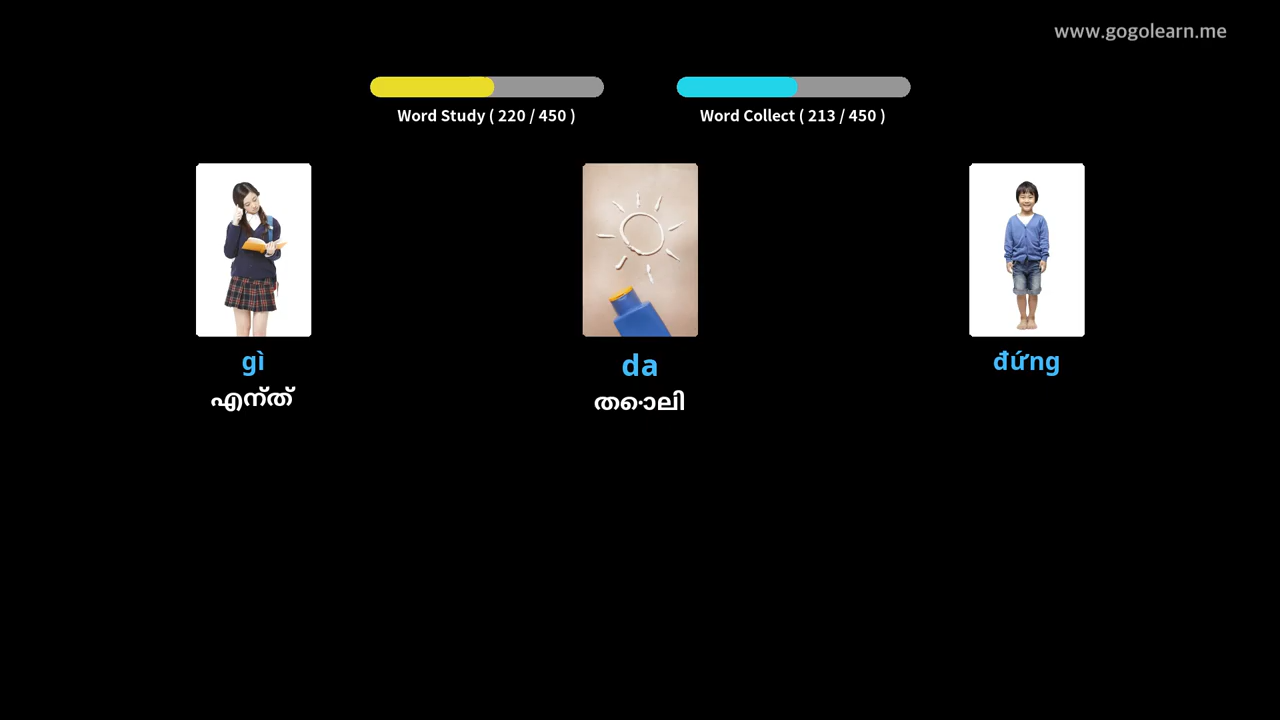 www.gogolearn.me
Word Study ( 220 / 450 )
Word Collect ( 213 / 450 )
gì
da
đứng
എന്ത്
തൊലി